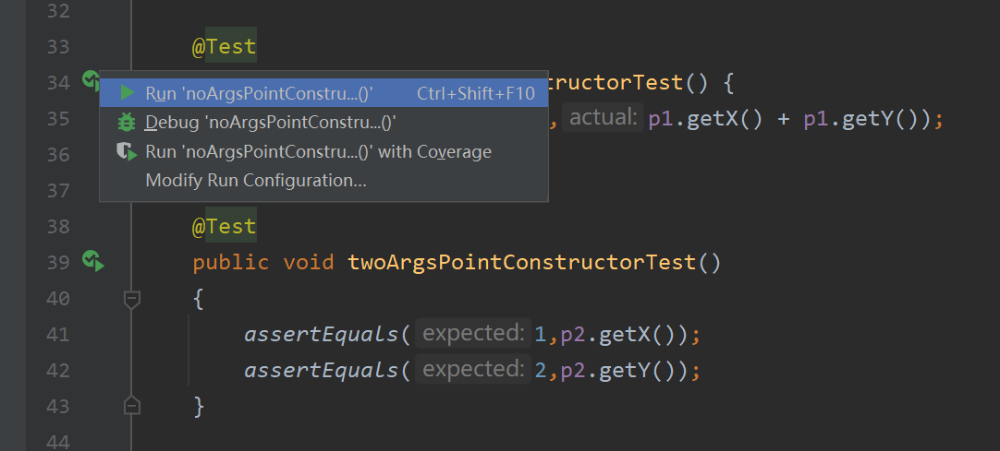 32
33 @Test
34 structorTest() {
Run 'noArgsPointConstru...()' Ctrl+Shift+F10
35 , actual: p1.getX() + p1.getY());
Debug 'noArgsPointConstru...()'
36 Run 'noArgsPointConstru...()' with Coverage
Modify Run Configuration...
37
38 @Test
39 public void twoArgsPointConstructorTest()
40 {
41 assertEquals( expected: 1,p2.getX());
42 assertEquals( expected: 2,p2.getY());
43 }
44